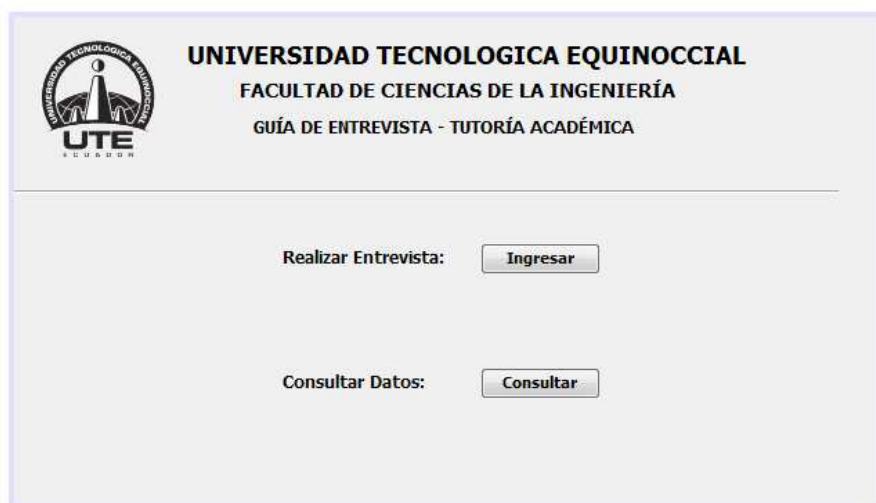 UNIVERSIDAD TECNOLOGICA EQUINOCCIAL
UNIVERSIDAD TECNOLOGICA EQUINOCCIAL
FACULTAD DE CIENCIAS DE LA INGENIERÍA
GUÍA DE ENTREVISTA - TUTORÍA ACADÉMICA
UTE
ECUADOR
Realizar Entrevista: Ingresar
Consultar Datos: Consultar